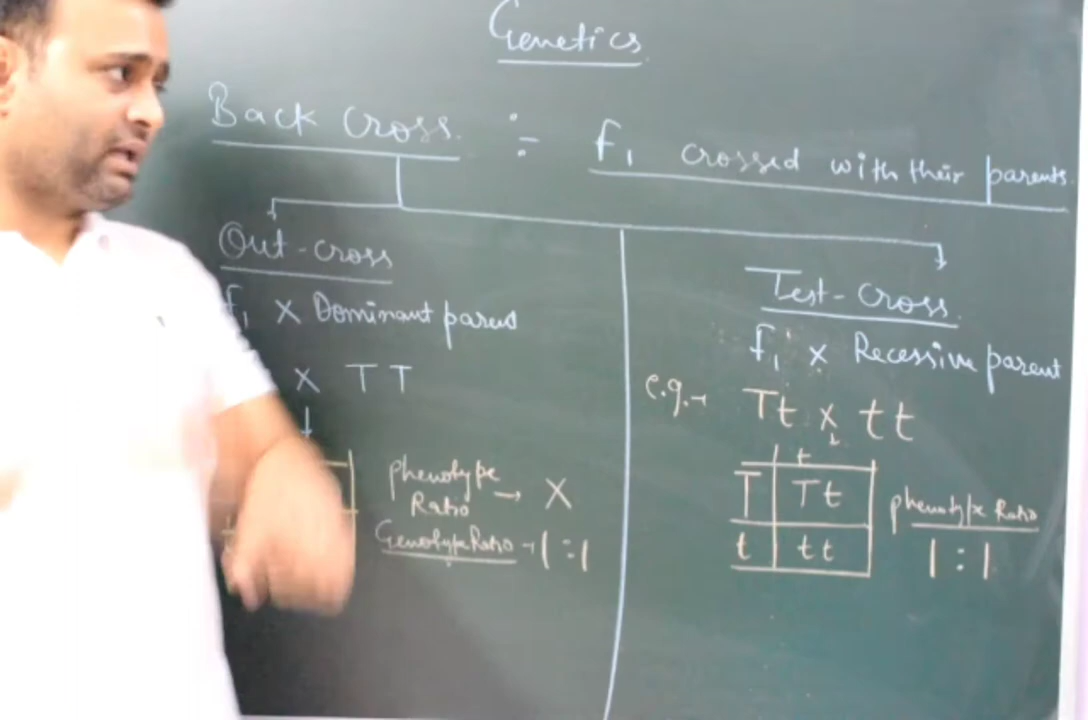 Genetics
Back Cross :- f1 crossed with their parents.
Out-cross
f1 x Dominant parent
x TT
phenotype Ratio → x
Genotype Ratio → 1:1
Test-Cross
f1 x Recessive parent
e.g.→ Tt x tt
t
T Tt
t tt
phenotype Ratio
1:1